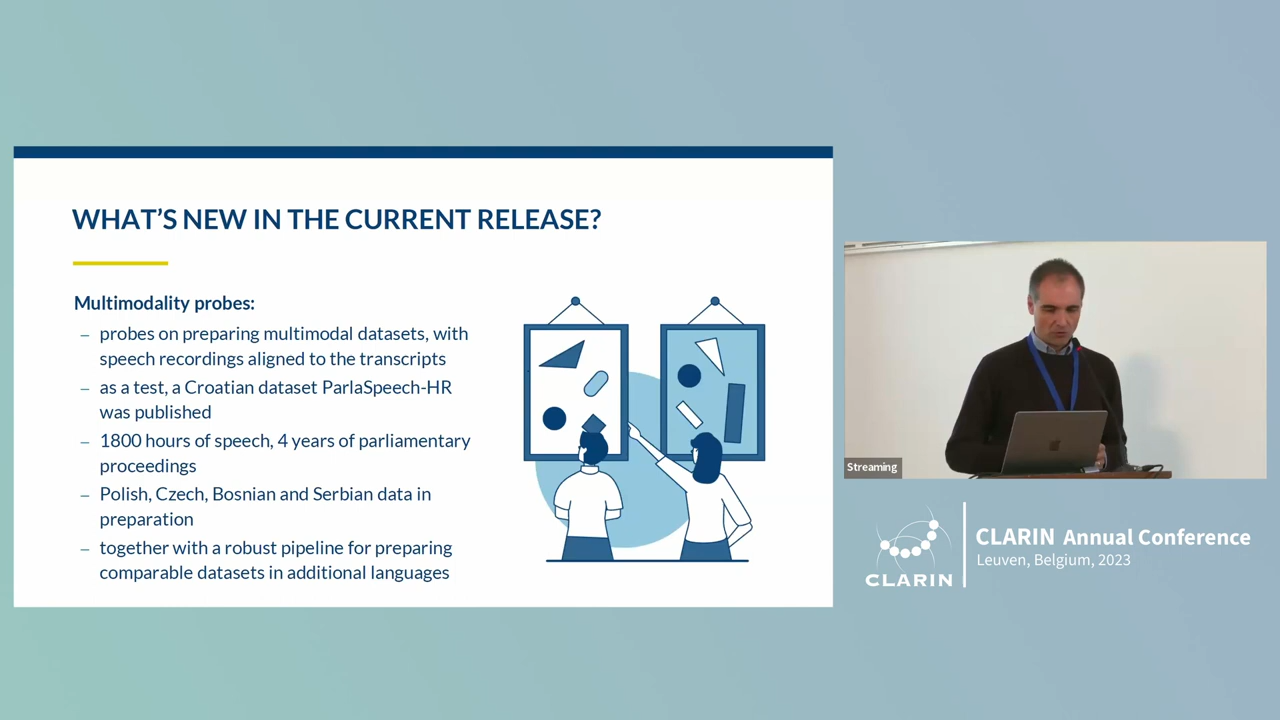 WHAT'S NEW IN THE CURRENT RELEASE?
Multimodality probes:
– probes on preparing multimodal datasets, with
speech recordings aligned to the transcripts
– as a test, a Croatian dataset ParlaSpeech-HR
was published
– 1800 hours of speech, 4 years of parliamentary
proceedings
– Polish, Czech, Bosnian and Serbian data in
preparation
– together with a robust pipeline for preparing
comparable datasets in additional languages
Streaming
CLARIN
CLARIN Annual Conference
Leuven, Belgium, 2023